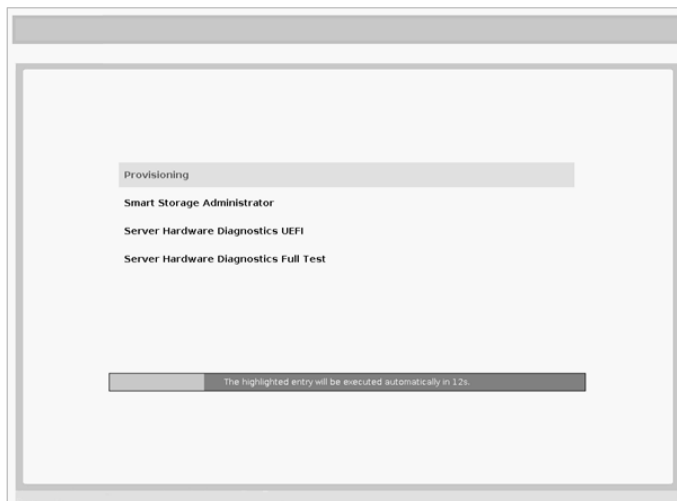 Provisioning
Smart Storage Administrator
Server Hardware Diagnostics UEFI
Server Hardware Diagnostics Full Test
The highlighted entry will be executed automatically in 12s.